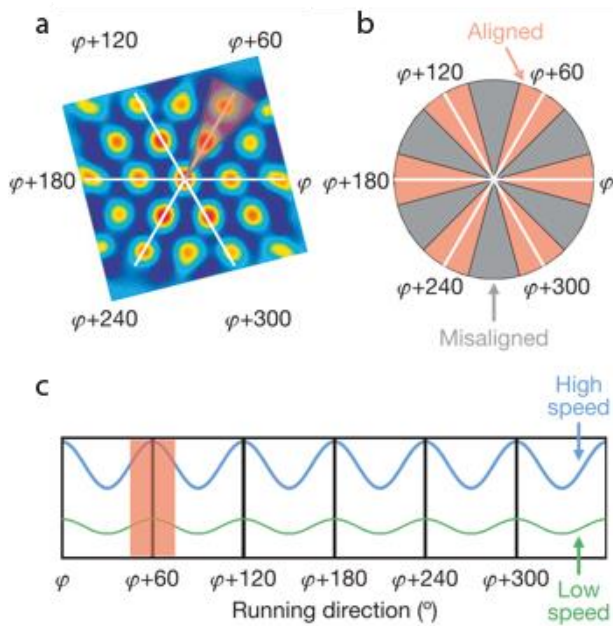 a
φ+120
φ+60
φ+180
φ
φ+240
φ+300
b
Aligned
φ+120
φ+60
φ+180
φ
φ+240
φ+300
Misaligned
c
High
speed
φ
φ+60
φ+120
φ+180
φ+240
φ+300
Low
speed
Running direction (º)